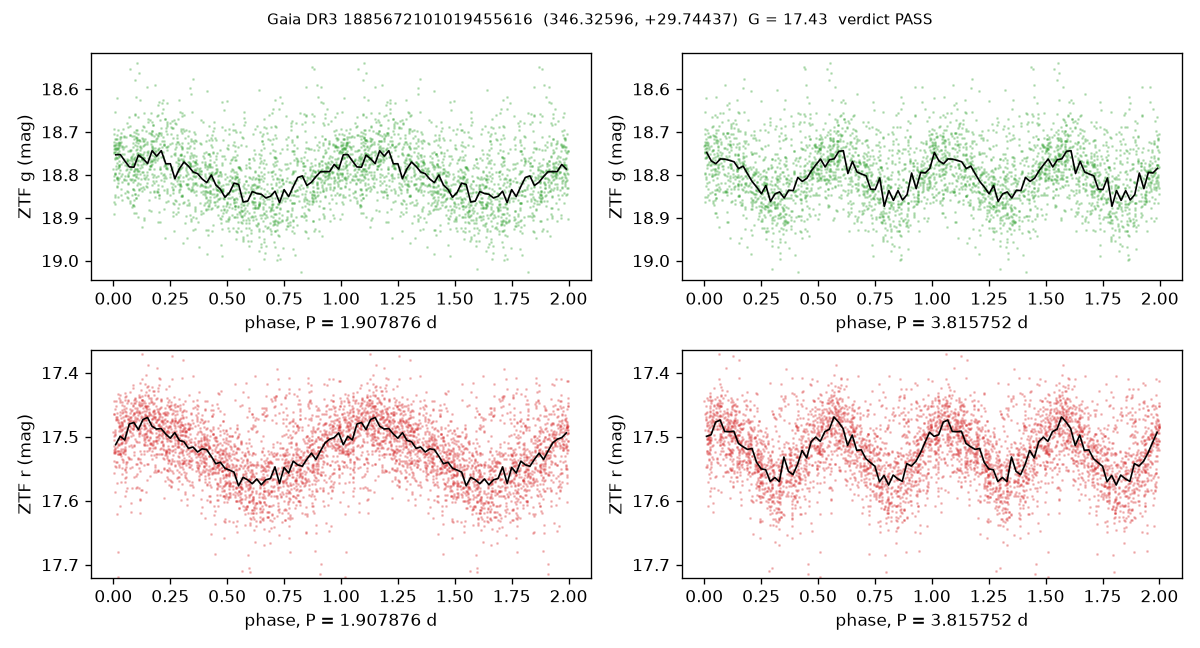 Gaia DR3 1885672101019455616  (346.32596, +29.74437)  G = 17.43  verdict PASS
ZTF g (mag)
18.6
18.7
18.8
18.9
19.0
0.00 0.25 0.50 0.75 1.00 1.25 1.50 1.75 2.00
phase, P = 1.907876 d
ZTF g (mag)
18.6
18.7
18.8
18.9
19.0
0.00 0.25 0.50 0.75 1.00 1.25 1.50 1.75 2.00
phase, P = 3.815752 d
ZTF r (mag)
17.4
17.5
17.6
17.7
0.00 0.25 0.50 0.75 1.00 1.25 1.50 1.75 2.00
phase, P = 1.907876 d
ZTF r (mag)
17.4
17.5
17.6
17.7
0.00 0.25 0.50 0.75 1.00 1.25 1.50 1.75 2.00
phase, P = 3.815752 d